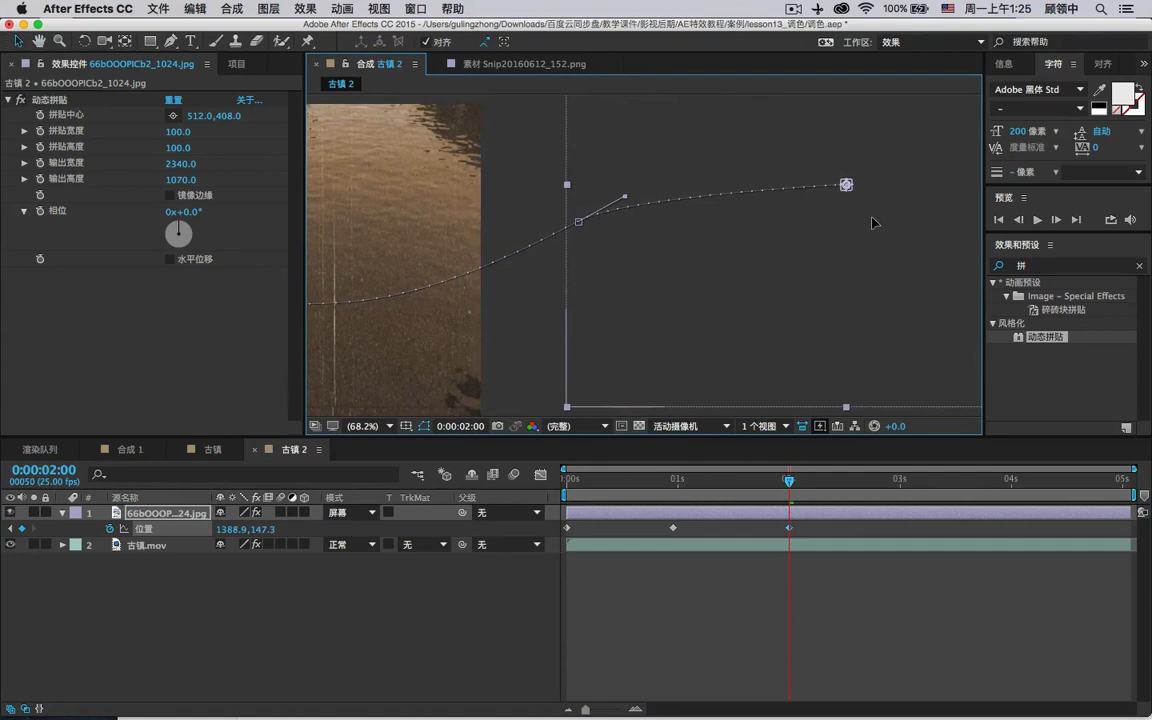 After Effects CC 文件 编辑 合成 图层 效果 动画 视图 窗口 帮助 100% 周一上午1:25 顾领中
Adobe After Effects CC 2015 - /Users/gulingzhong/Downloads/百度云同步盘/教学课件/影视后期/AE特效教程/案例/lesson13_调色/调色.aep *
对齐 工作区: 效果 搜索帮助
效果控件 66bOOOPICb2_1024.jpg 项目
合成 古镇 2 素材 Snip20160612_152.png
信息 字符 对齐
古镇 2 • 66bOOOPICb2_1024.jpg
古镇 2
fx 动态拼贴 重置 关于...
拼贴中心 512.0,408.0
拼贴宽度 100.0
拼贴高度 100.0
输出宽度 2340.0
输出高度 1070.0
镜像边缘
相位 0x+0.0°
水平位移
Adobe 黑体 Std
-
200 像素 自动
度量标准 0
- 像素
预览
效果和预设
拼
* 动画预设
Image – Special Effects
碎砖块拼贴
风格化
动态拼贴
(68.2%) 0:00:02:00 (完整) 活动摄像机 1 个视图 +0.0
渲染队列 合成 1 古镇 古镇 2
0:00:02:00
00050 (25.00 fps)
# 源名称 模式 T TrkMat 父级
:00s 01s 03s 04s 05s
1 66bOOOP...24.jpg 屏幕 无
位置 1388.9,147.3
2 古镇.mov 正常 无 无